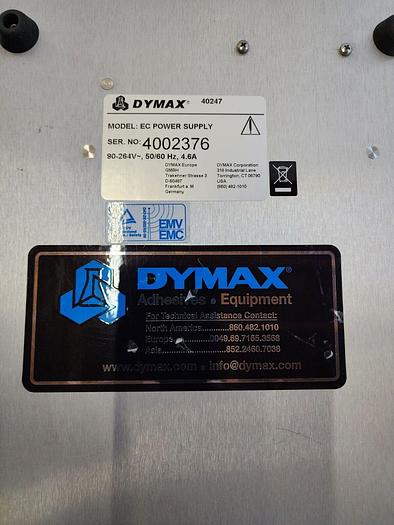 DYMAX® 40247
MODEL: EC POWER SUPPLY
SER. NO: 4002376
90-264V~, 50/60 Hz, 4.6A
DYMAX Europe
GMBH
Trakehner Strasse 3
D-60487
Frankfurt a. M
Germany
DYMAX Corporation
318 Industrial Lane
Torrington, CT 06790
USA
(860) 482-1010
EMV
EMC
DYMAX®
Adhesives • Equipment
For Technical Assistance Contact:
North America...........860.482.1010
Europe
0049.69.7165.3568
Asia
852.2460.7038
www.dymax.com • info@dymax.com